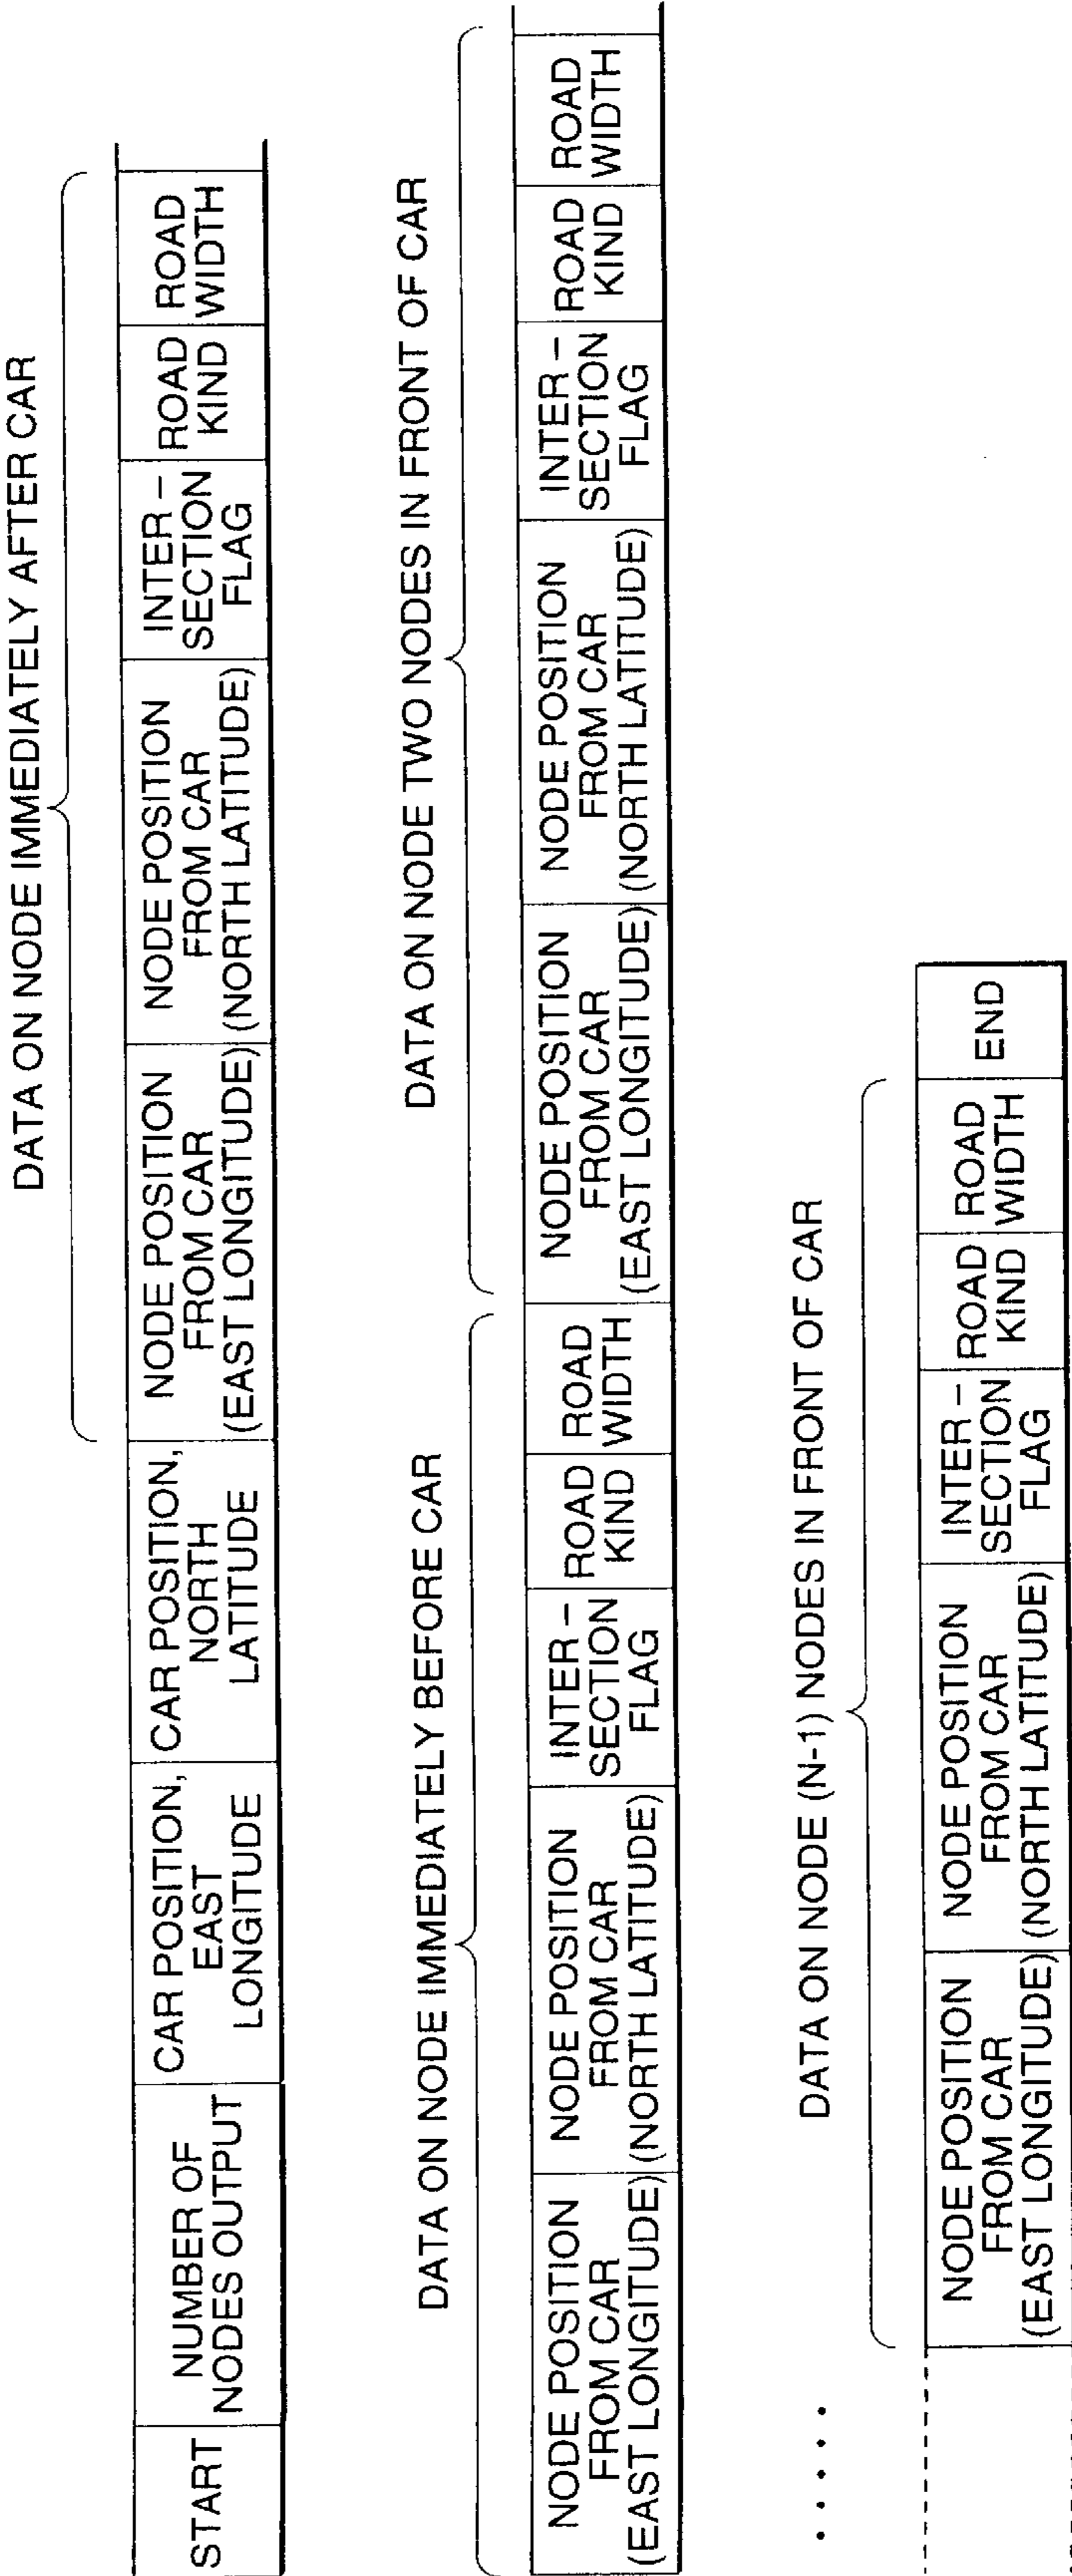 DATA ON NODE IMMEDIATELY AFTER CAR
START
NUMBER OF
NODES OUTPUT
CAR POSITION,
EAST
LONGITUDE
CAR POSITION,
NORTH
LATITUDE
NODE POSITION
FROM CAR
(EAST LONGITUDE)
NODE POSITION
FROM CAR
(NORTH LATITUDE)
INTER –
SECTION
FLAG
ROAD
KIND
ROAD
WIDTH
DATA ON NODE IMMEDIATELY BEFORE CAR
DATA ON NODE TWO NODES IN FRONT OF CAR
NODE POSITION
FROM CAR
(EAST LONGITUDE)
NODE POSITION
FROM CAR
(NORTH LATITUDE)
INTER –
SECTION
FLAG
ROAD
KIND
ROAD
WIDTH
NODE POSITION
FROM CAR
(EAST LONGITUDE)
NODE POSITION
FROM CAR
(NORTH LATITUDE)
INTER –
SECTION
FLAG
ROAD
KIND
ROAD
WIDTH
......
DATA ON NODE (N-1) NODES IN FRONT OF CAR
NODE POSITION
FROM CAR
(EAST LONGITUDE)
NODE POSITION
FROM CAR
(NORTH LATITUDE)
INTER –
SECTION
FLAG
ROAD
KIND
ROAD
WIDTH
END